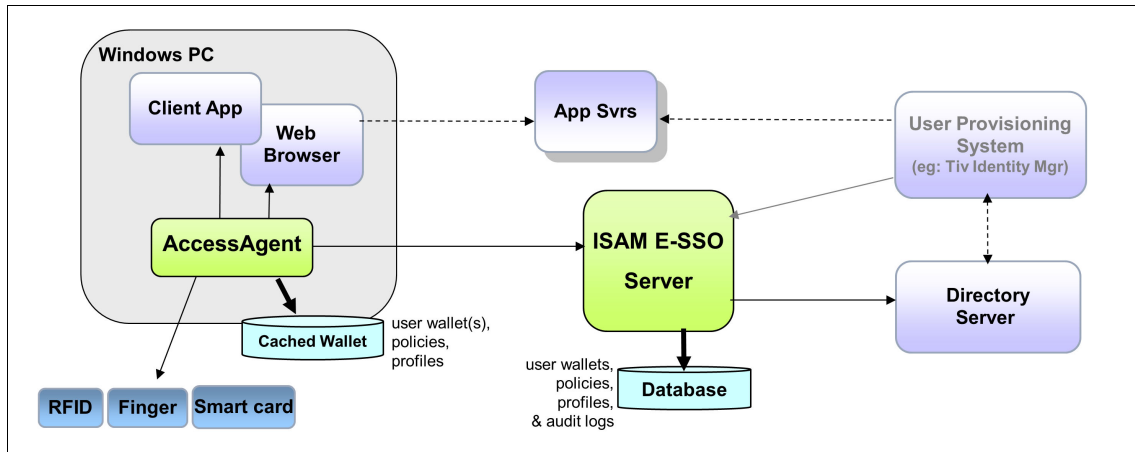 Windows PC
Client App
Web
Browser
AccessAgent
Cached Wallet
user wallet(s),
policies,
profiles
RFID
Finger
Smart card
App Svrs
ISAM E-SSO
Server
user wallets,
policies,
profiles,
& audit logs
Database
User Provisioning
System
(eg: Tiv Identity Mgr)
Directory
Server